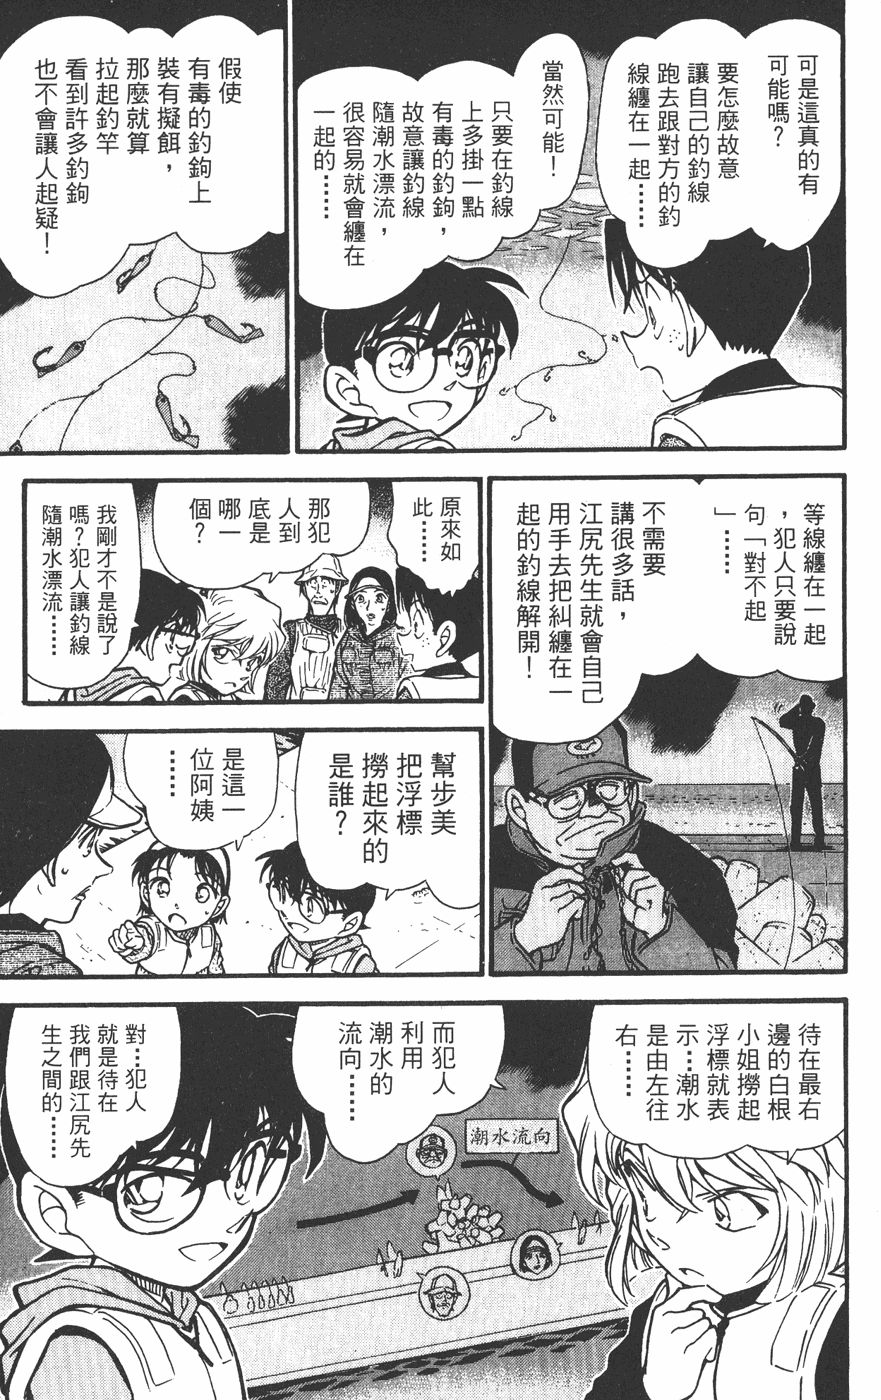 可是這真的有
可能嗎？
要怎麼故意
讓自己的釣線
跑去跟對方的釣
線纏在一起……
當然可能！
只要在釣線
上多掛一點
有毒的釣鉤，
故意讓釣線
隨潮水漂流，
很容易就會纏在
一起的……
假使
有毒的釣鉤上
裝有擬餌，
那麼就算
拉起釣竿
看到許多釣鉤
也不會讓人起疑！
等線纏在一起
，犯人只要說
句「對不起
」……
不需要
講很多話，
江尻先生就會自己
用手去把糾纏在一
起的釣線解開！
原來如
此……
那犯
人到
底是
哪一
個？
我剛才不是說了
嗎？犯人讓釣線
隨潮水漂流……
幫步美
把浮標
撈起來的
是誰？
是這一
位阿姨
……
待在最右
邊的白根
小姐撈起
浮標就表
示…潮水
是由左往
右……
而犯人
利用
潮水的
流向……
潮水流向
對…犯人
就是待在
我們跟江尻先
生之間的……